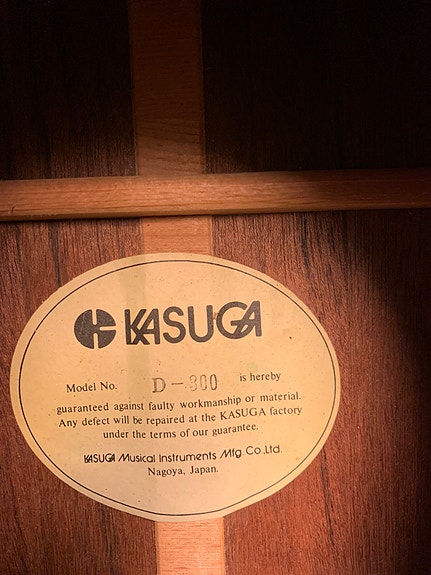 KASUGA
Model No. D-300 is hereby
guaranteed against faulty workmanship or material.
Any defect will be repaired at the KASUGA factory
under the terms of our guarantee.
KASUGA Musical Instruments Mfg Co.,Ltd.
Nagoya, Japan.